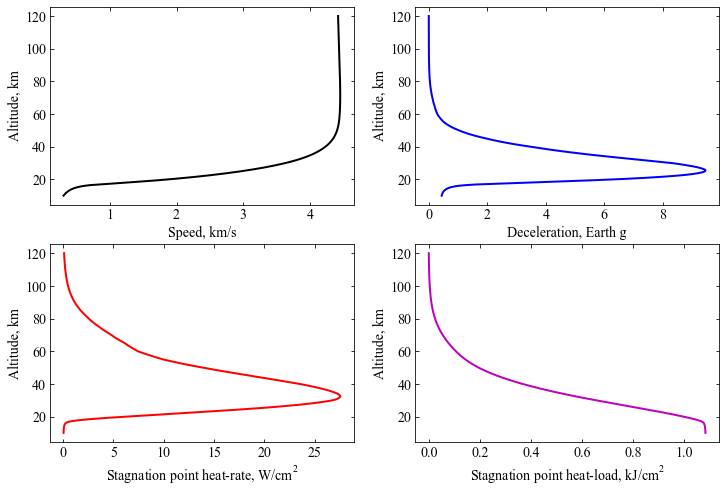 120
100
80
60
40
20
Altitude, km
1 2 3 4
Speed, km/s
120
100
80
60
40
20
Altitude, km
0 2 4 6 8
Deceleration, Earth g
120
100
80
60
40
20
Altitude, km
0 5 10 15 20 25
Stagnation point heat-rate, W/cm²
120
100
80
60
40
20
Altitude, km
0.0 0.2 0.4 0.6 0.8 1.0
Stagnation point heat-load, kJ/cm²